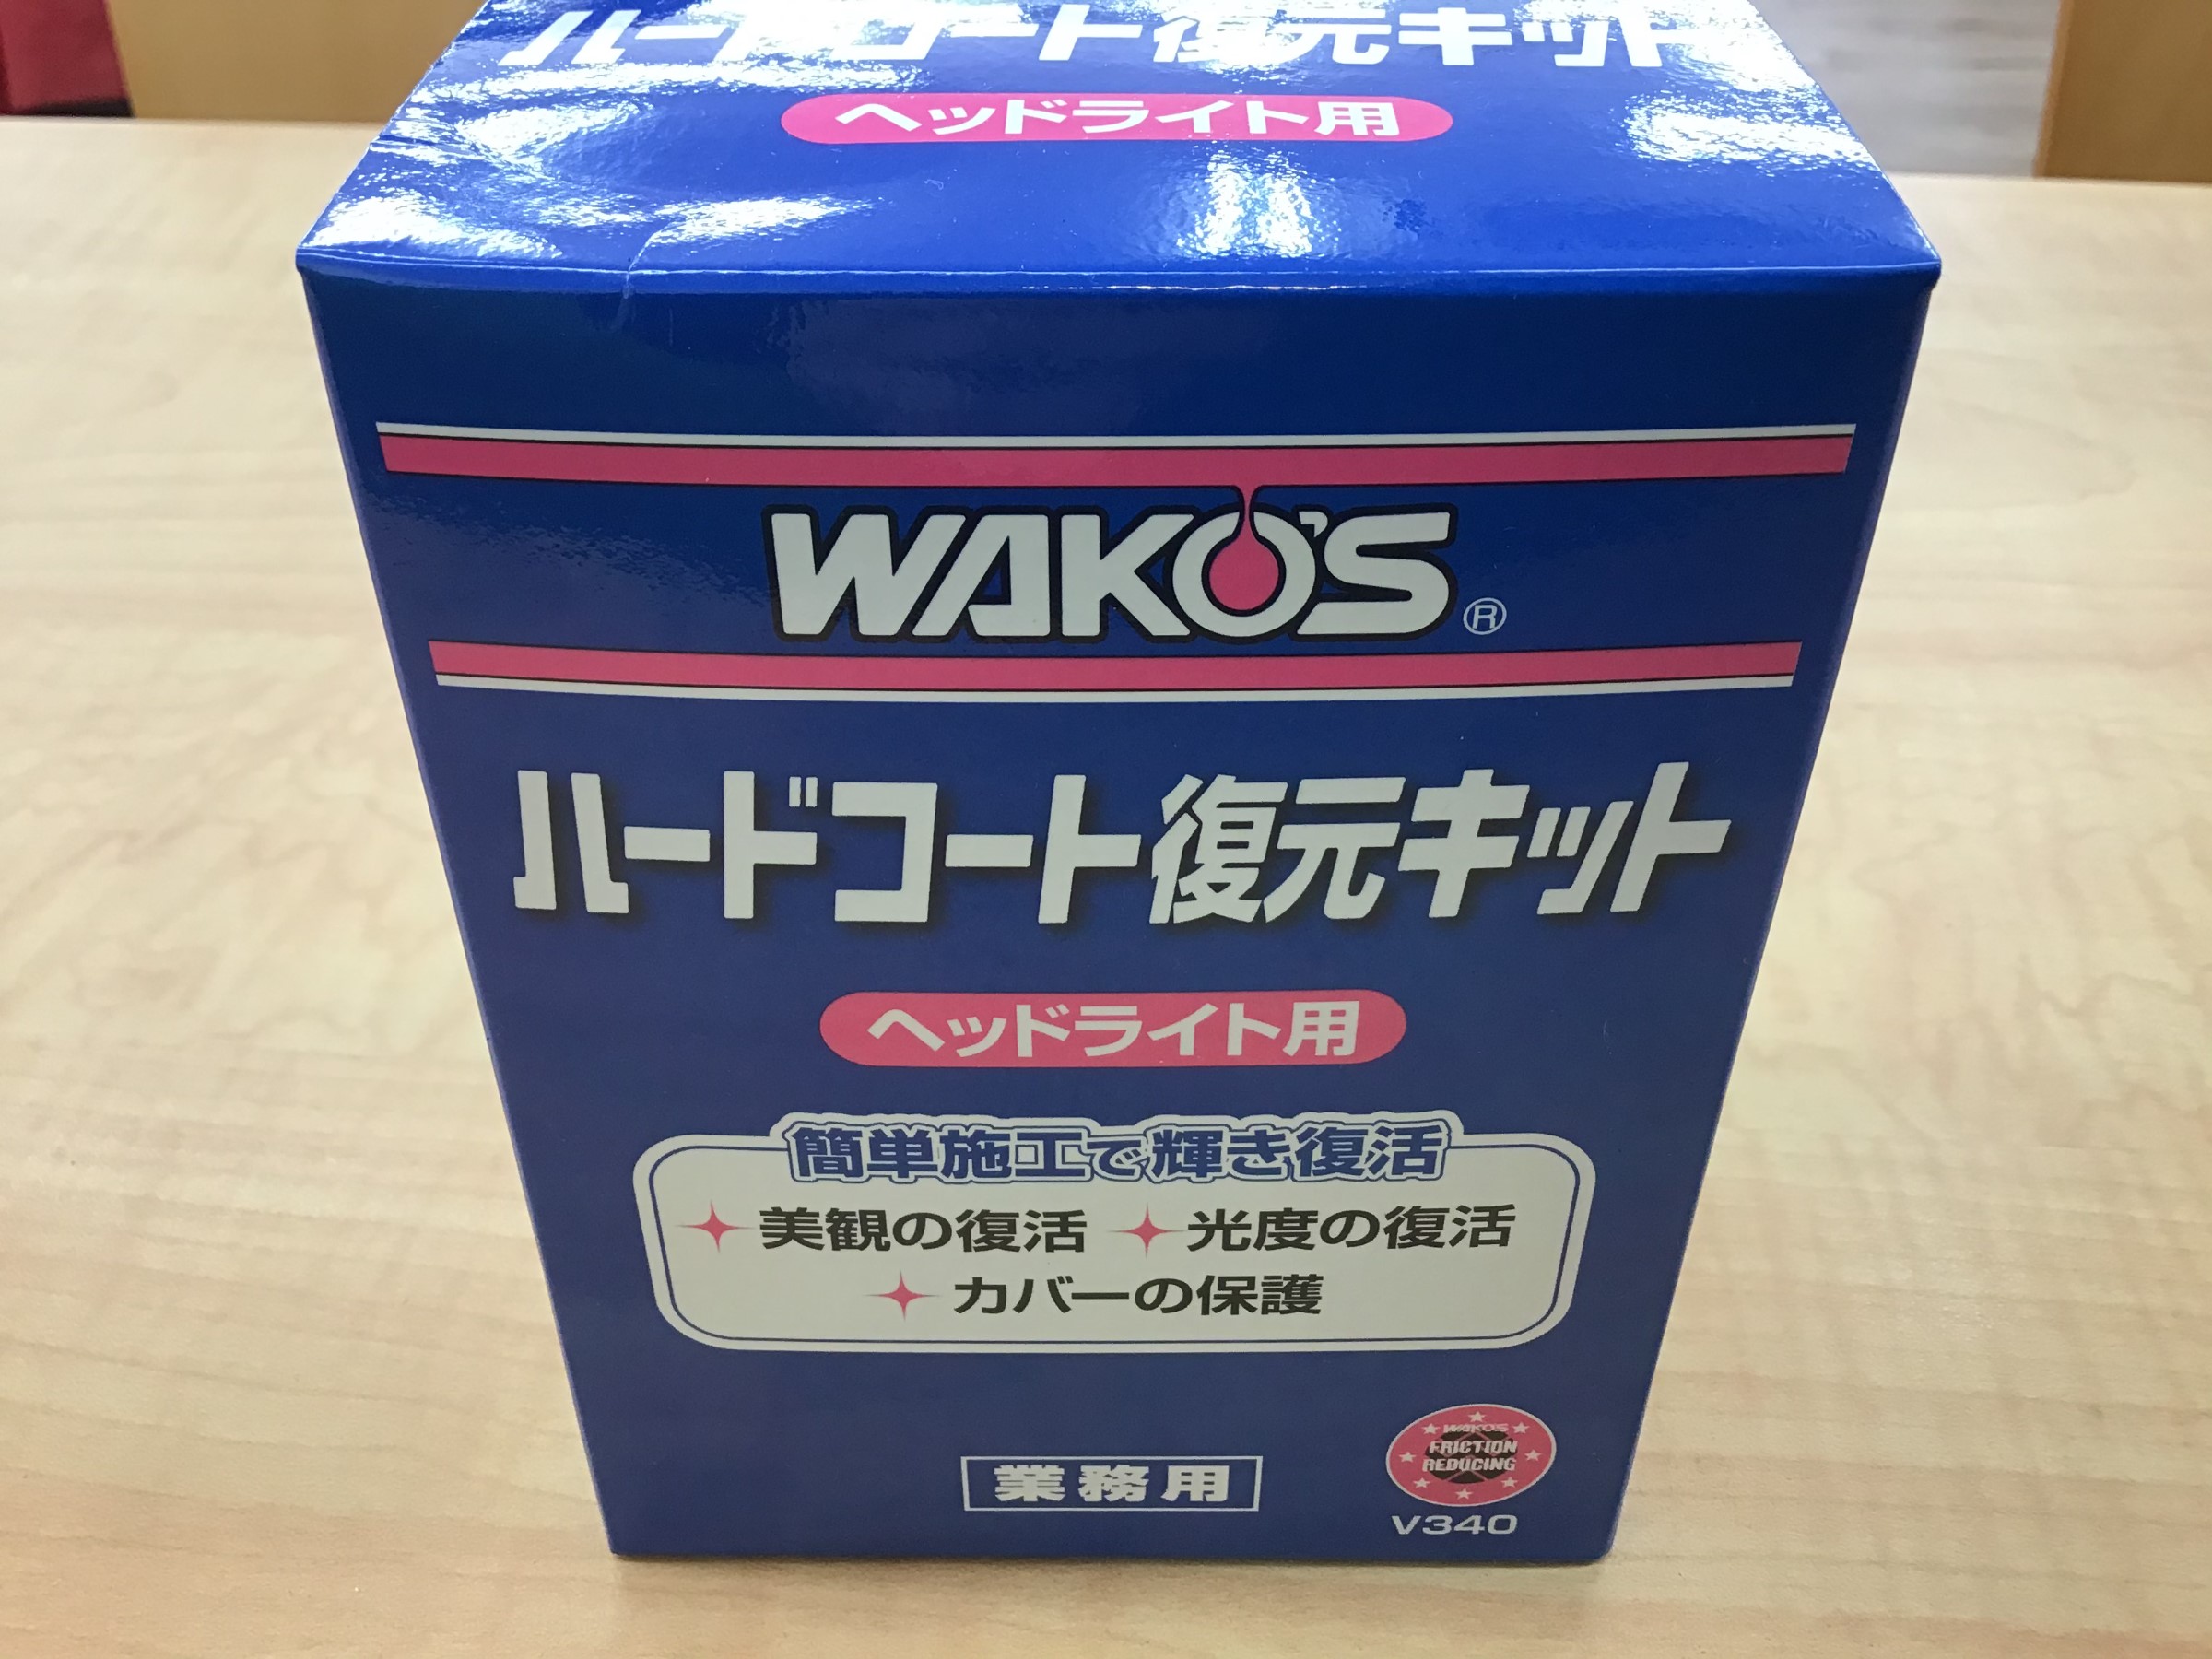 ハードコート復元キット
ヘッドライト用
WAKO'S®
ハードコート復元キット
ヘッドライト用
簡単施工で輝き復活
美観の復活 光度の復活
カバーの保護
業務用
WAKO'S
FRICTION
REDUCING
V340